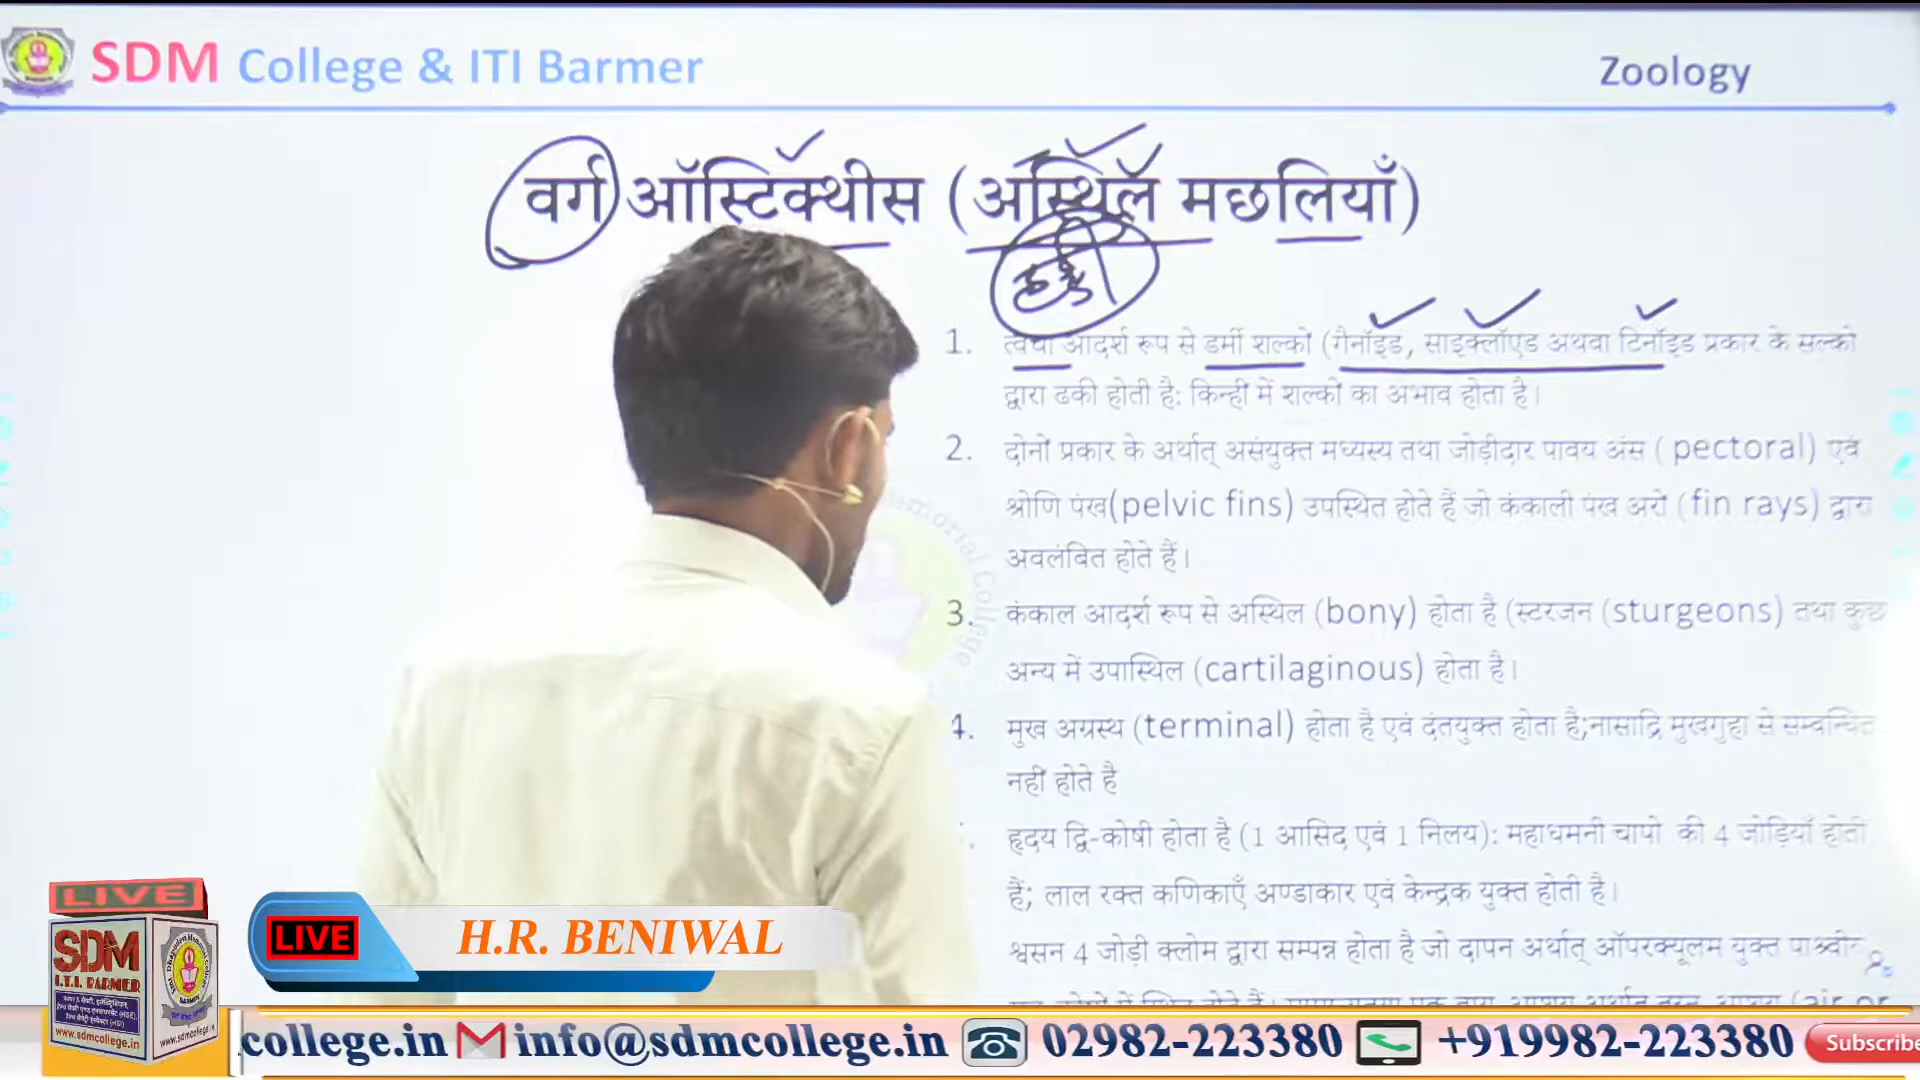 SDM College & ITI Barmer
Zoology
वर्ग ऑस्टिक्थीस (अस्थिल मछलियाँ)
हड्डी
1. त्वचा आदर्श रूप से डर्मी शल्कों (गैनॉइड, साइक्लॉएड अथवा टिनॉइड प्रकार के सल्को
द्वारा ढकी होती है: किन्हीं में शल्कों का अभाव होता है।
2. दोनों प्रकार के अर्थात् असंयुक्त मध्यस्य तथा जोड़ीदार पावय अंस ( pectoral) एवं
श्रोणि पंख(pelvic fins) उपस्थित होते हैं जो कंकाली पंख अरों (fin rays) द्वारा
अवलंबित होते हैं।
3. कंकाल आदर्श रूप से अस्थिल (bony) होता है (स्टरजन (sturgeons) तथा कुछ
अन्य में उपास्थिल (cartilaginous) होता है।
4. मुख अग्रस्थ (terminal) होता है एवं दंतयुक्त होता है;नासाद्रि मुखगुहा से सम्बन्धित
नहीं होते है
हृदय द्वि-कोषी होता है (1 आसिद एवं 1 निलय): महाधमनी चापो की 4 जोड़ियाँ होती
हैं; लाल रक्त कणिकाएँ अण्डाकार एवं केन्द्रक युक्त होती है।
श्वसन 4 जोड़ी क्लोम द्वारा सम्पन्न होता है जो दापन अर्थात् ऑपरक्यूलम युक्त
LIVE
SDM
I.T.I. BARMER
www.sdmcollege.in
LIVE
H.R. BENIWAL
college.in info@sdmcollege.in 02982-223380 +919982-223380 Subscribe